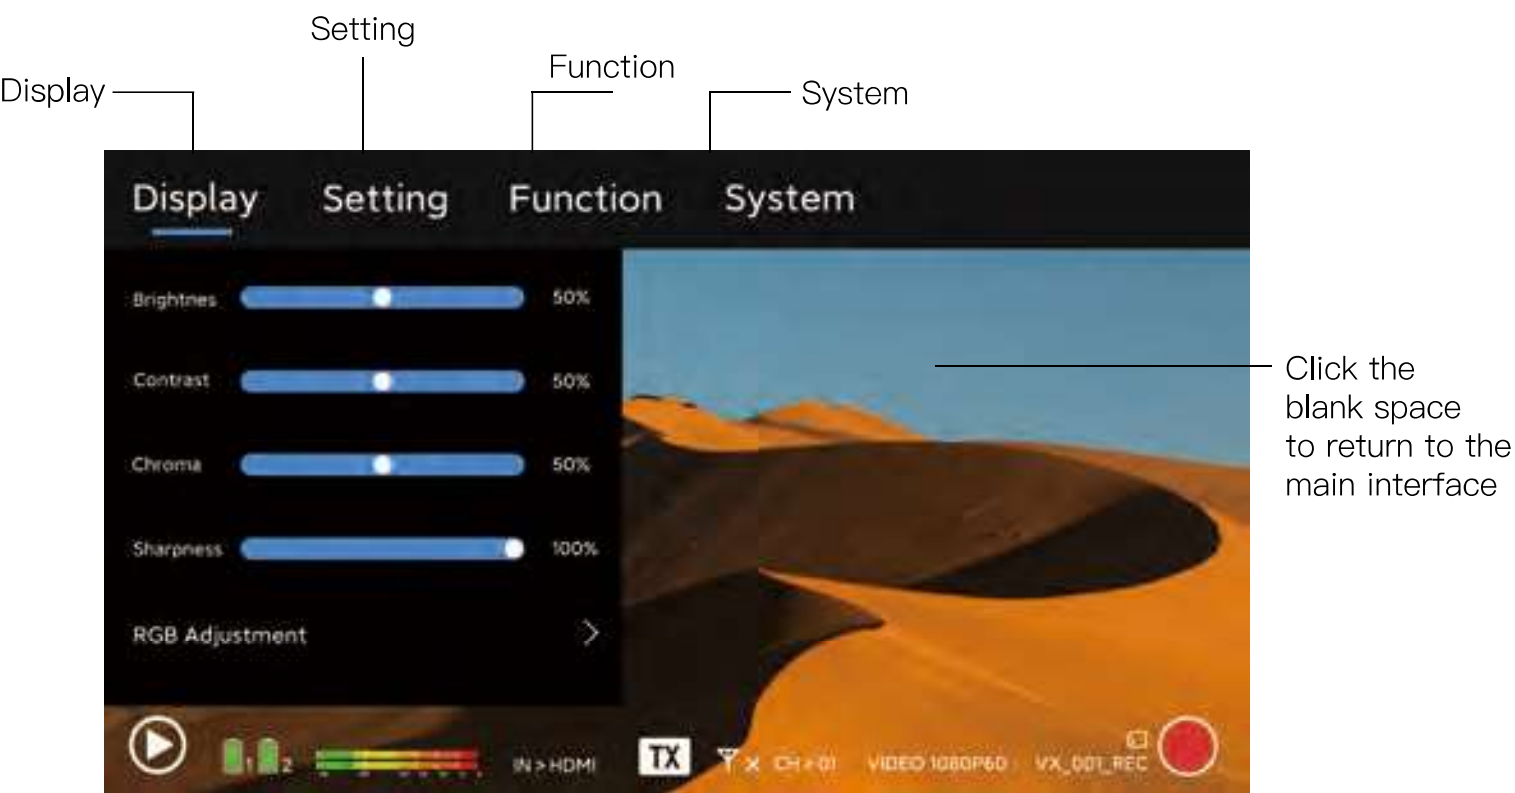 Setting
Function
Display
System
Display Setting Function System
Brightnes 50%
Contrast 50%
Click the
blank space
to return to the
main interface
Chroma 50%
Sharpness 100%
RGB Adjustment
1 2 IN > HDMI TX CH > 01 VIDEO 1080P60 VX_001_REC